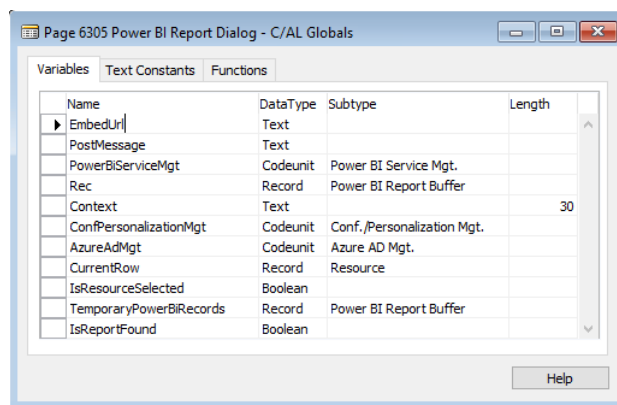 Page 6305 Power BI Report Dialog - C/AL Globals
Variables Text Constants Functions
Name DataType Subtype Length
EmbedUrl Text
PostMessage Text
PowerBiServiceMgt Codeunit Power BI Service Mgt.
Rec Record Power BI Report Buffer
Context Text 30
ConfPersonalizationMgt Codeunit Conf./Personalization Mgt.
AzureAdMgt Codeunit Azure AD Mgt.
CurrentRow Record Resource
IsResourceSelected Boolean
TemporaryPowerBiRecords Record Power BI Report Buffer
IsReportFound Boolean
Help